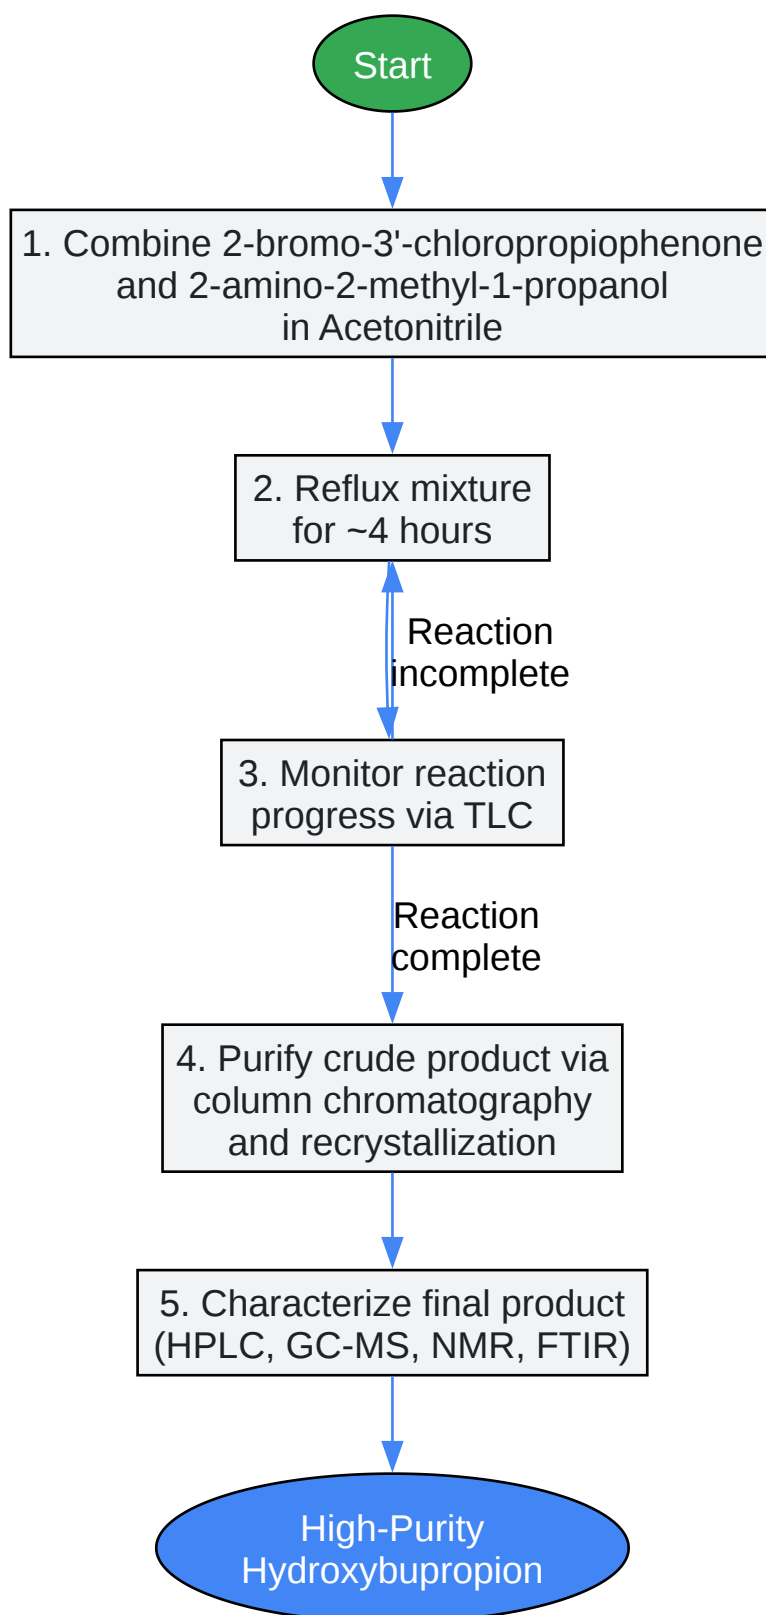 Start
1. Combine 2-bromo-3'-chloropropiophenone
and 2-amino-2-methyl-1-propanol
in Acetonitrile
2. Reflux mixture
for ~4 hours
Reaction
incomplete
3. Monitor reaction
progress via TLC
Reaction
complete
4. Purify crude product via
column chromatography
and recrystallization
5. Characterize final product
(HPLC, GC-MS, NMR, FTIR)
High-Purity
Hydroxybupropion